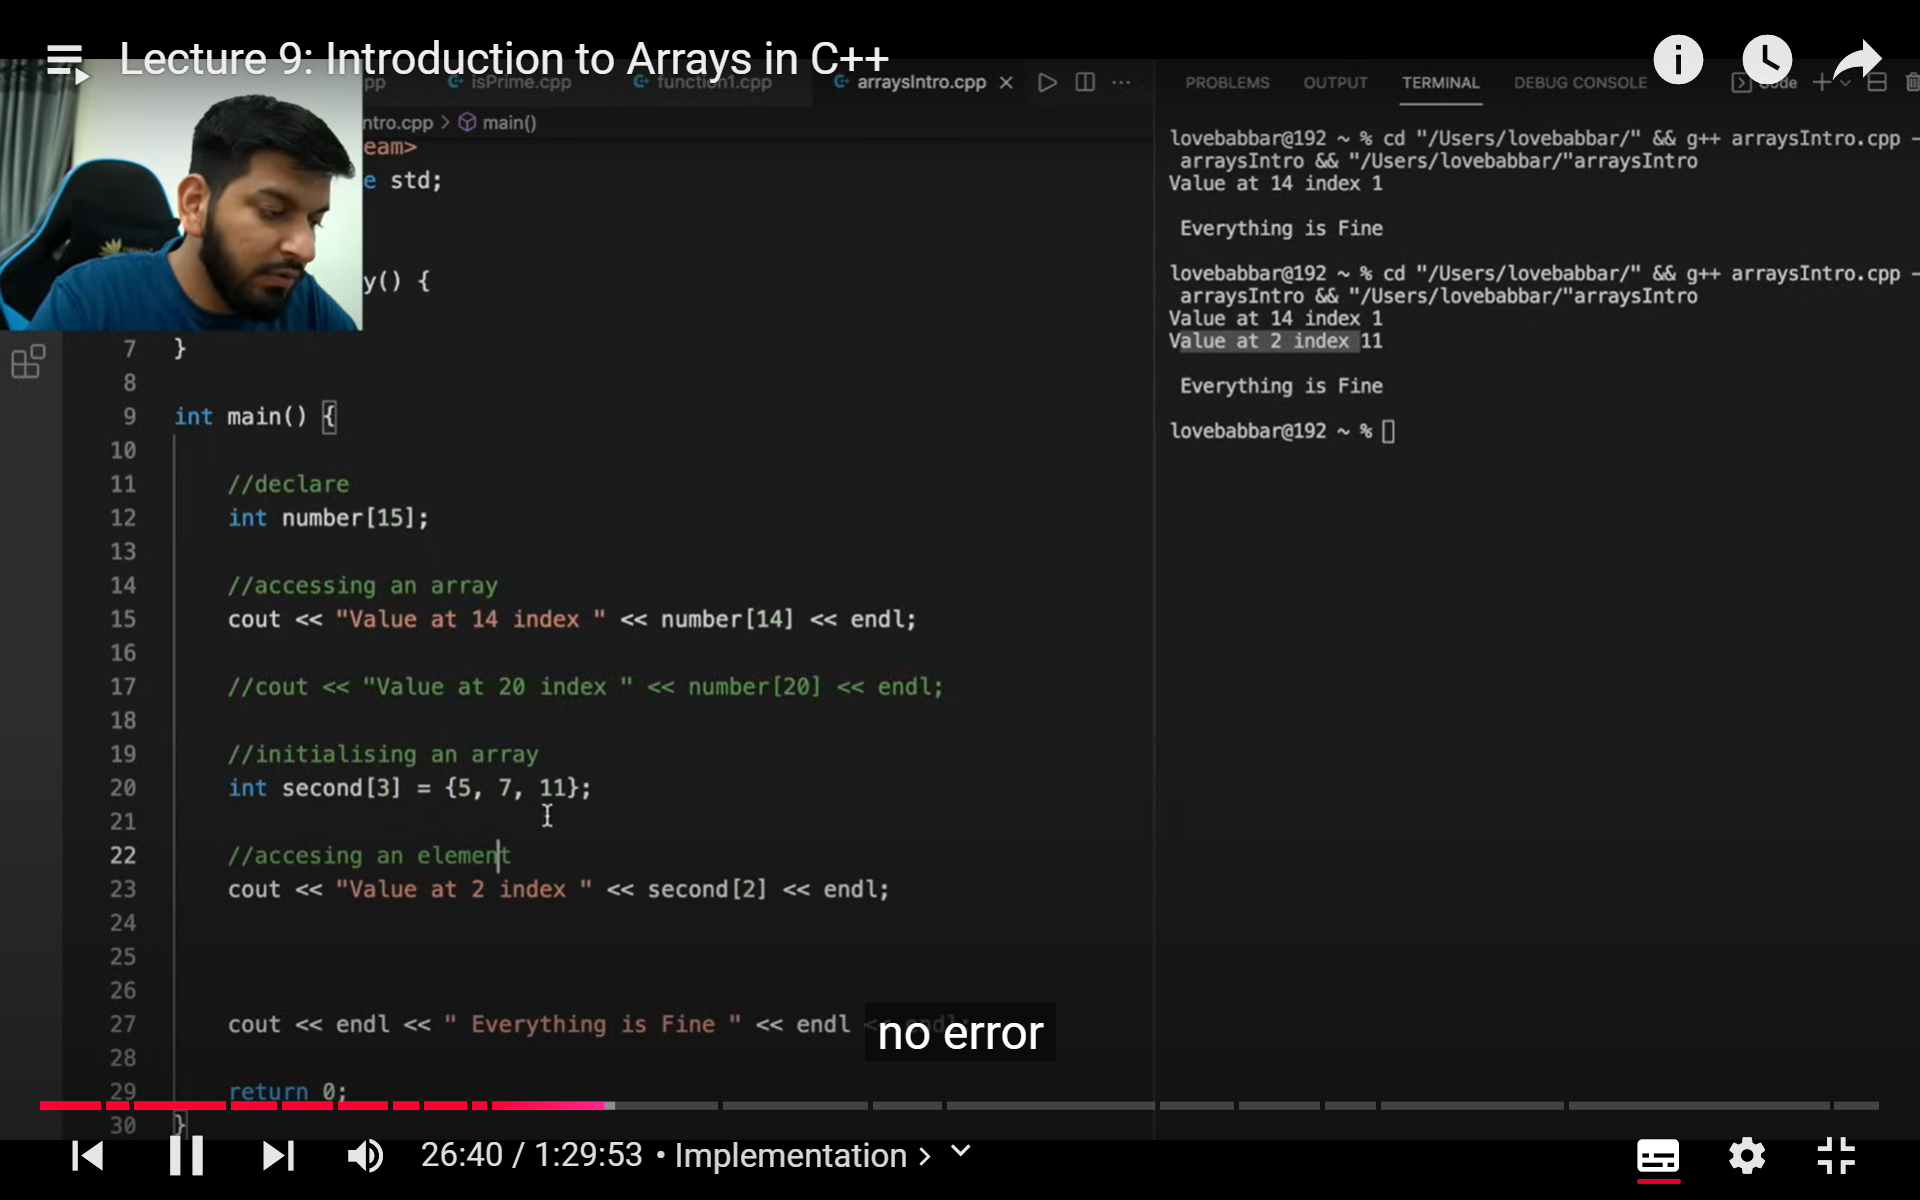 Lecture 9: Introduction to Arrays in C++
pp
isPrime.cpp
function1.cpp
arraysIntro.cpp
ntro.cpp > main()
eam>
e std;
y() {
7 }
8
9 int main() {
10
11 //declare
12 int number[15];
13
14 //accessing an array
15 cout << "Value at 14 index " << number[14] << endl;
16
17 //cout << "Value at 20 index " << number[20] << endl;
18
19 //initialising an array
20 int second[3] = {5, 7, 11};
21
22 //accesing an element
23 cout << "Value at 2 index " << second[2] << endl;
24
25
26
27 cout << endl << " Everything is Fine " << endl << endl;
28
29 return 0;
30 }
PROBLEMS OUTPUT TERMINAL DEBUG CONSOLE
Code
lovebabbar@192 ~ % cd "/Users/lovebabbar/" && g++ arraysIntro.cpp -
arraysIntro && "/Users/lovebabbar/"arraysIntro
Value at 14 index 1
Everything is Fine
lovebabbar@192 ~ % cd "/Users/lovebabbar/" && g++ arraysIntro.cpp -
arraysIntro && "/Users/lovebabbar/"arraysIntro
Value at 14 index 1
Value at 2 index 11
Everything is Fine
lovebabbar@192 ~ %
no error
26:40 / 1:29:53 • Implementation >